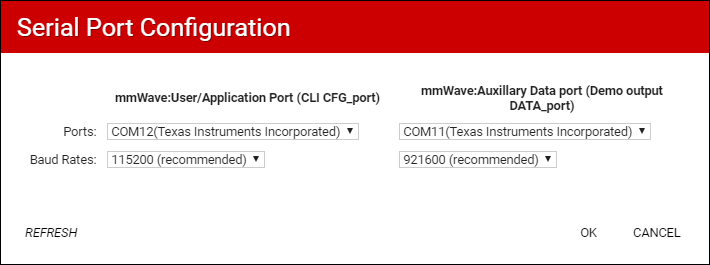 Serial Port Configuration
mmWave:User/Application Port (CLI CFG_port)
mmWave:Auxillary Data port (Demo output
DATA_port)
Ports: COM12(Texas Instruments Incorporated) ▼ COM11(Texas Instruments Incorporated) ▼
Baud Rates: 115200 (recommended) ▼ 921600 (recommended) ▼
REFRESH OK CANCEL